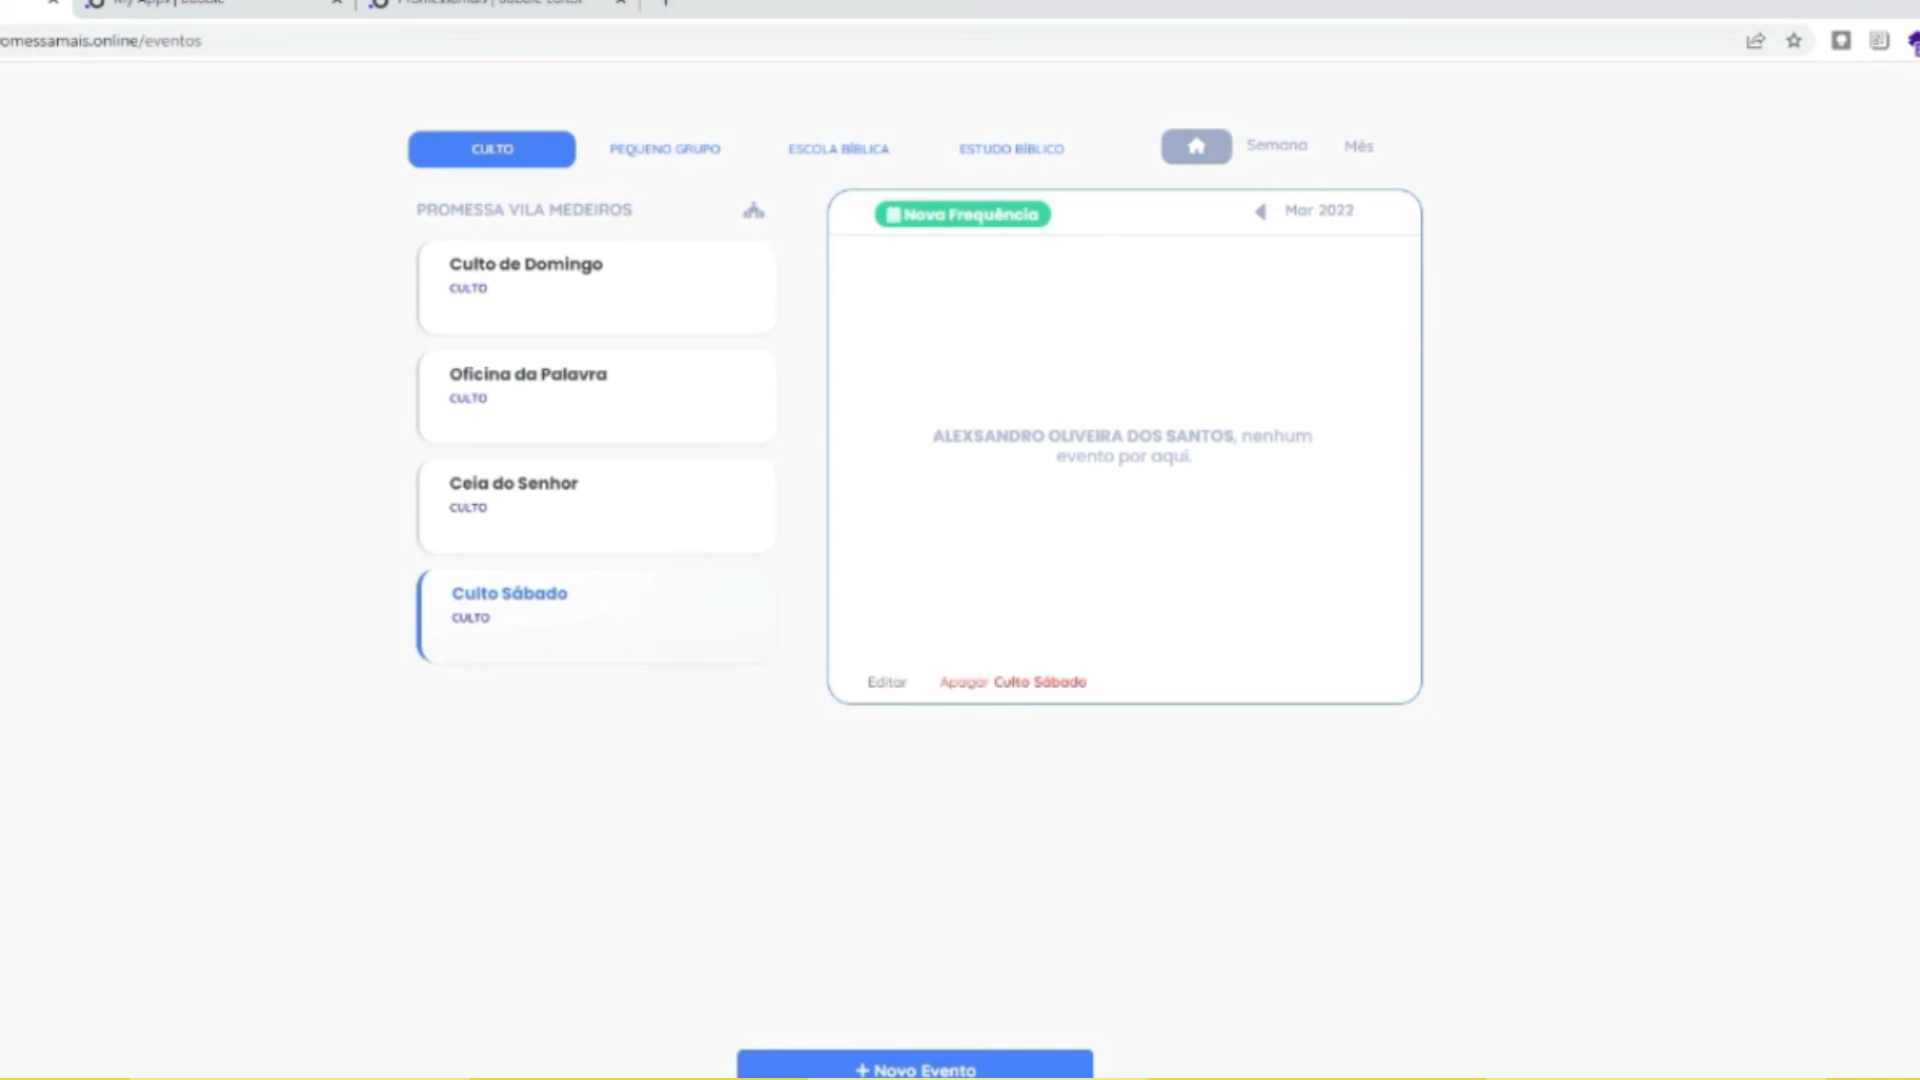 omessamais.online/eventos
CULTO
PEQUENO GRUPO
ESCOLA BÍBLICA
ESTUDO BÍBLICO
Semana
Mês
PROMESSA VILA MEDEIROS
Nova Frequência
Mar 2022
Culto de Domingo
CULTO
Oficina da Palavra
CULTO
Ceia do Senhor
CULTO
Culto Sábado
CULTO
ALEXSANDRO OLIVEIRA DOS SANTOS, nenhum
evento por aqui.
Editar
Apagar Culto Sábado
+ Novo Evento